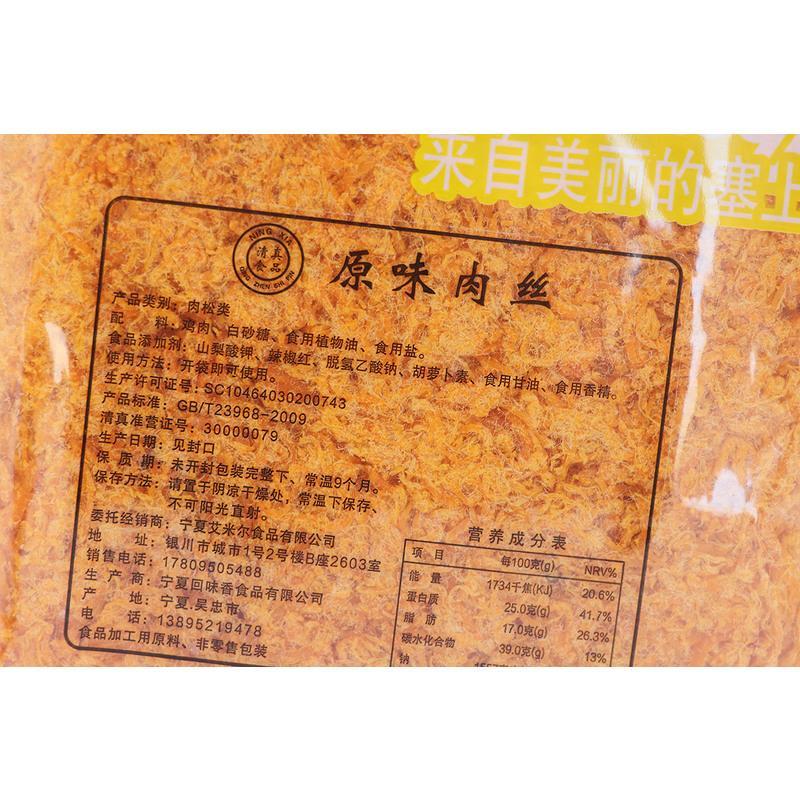 来自美丽的塞上
NING XIA
清真
食品
QING ZHEN SHI PIN
原味肉丝
产品类别：肉松类
配 料：鸡肉、白砂糖、食用植物油、食用盐。
食品添加剂：山梨酸钾、辣椒红、脱氢乙酸钠、胡萝卜素、食用甘油、食用香精。
使用方法：开袋即可使用。
生产许可证号：SC10464030200743
产品标准：GB/T23968-2009
清真准营证号：30000079
生产日期：见封口
保 质 期：未开封包装完整下、常温9个月。
保存方法：请置于阴凉干燥处，常温下保存、
不可阳光直射。
委托经销商：宁夏艾米尔食品有限公司
地 址：银川市城市1号2号楼B座2603室
销售电话：17809505488
生 产 商：宁夏回味香食品有限公司
产 地：宁夏.吴忠市
电 话：13895219478
食品加工用原料、非零售包装
营养成分表
项 目 每100克(g) NRV%
能 量 1734千焦(KJ) 20.6%
蛋白质 25.0克(g) 41.7%
脂 肪 17.0克(g) 26.3%
碳水化合物 39.0克(g) 13%
钠